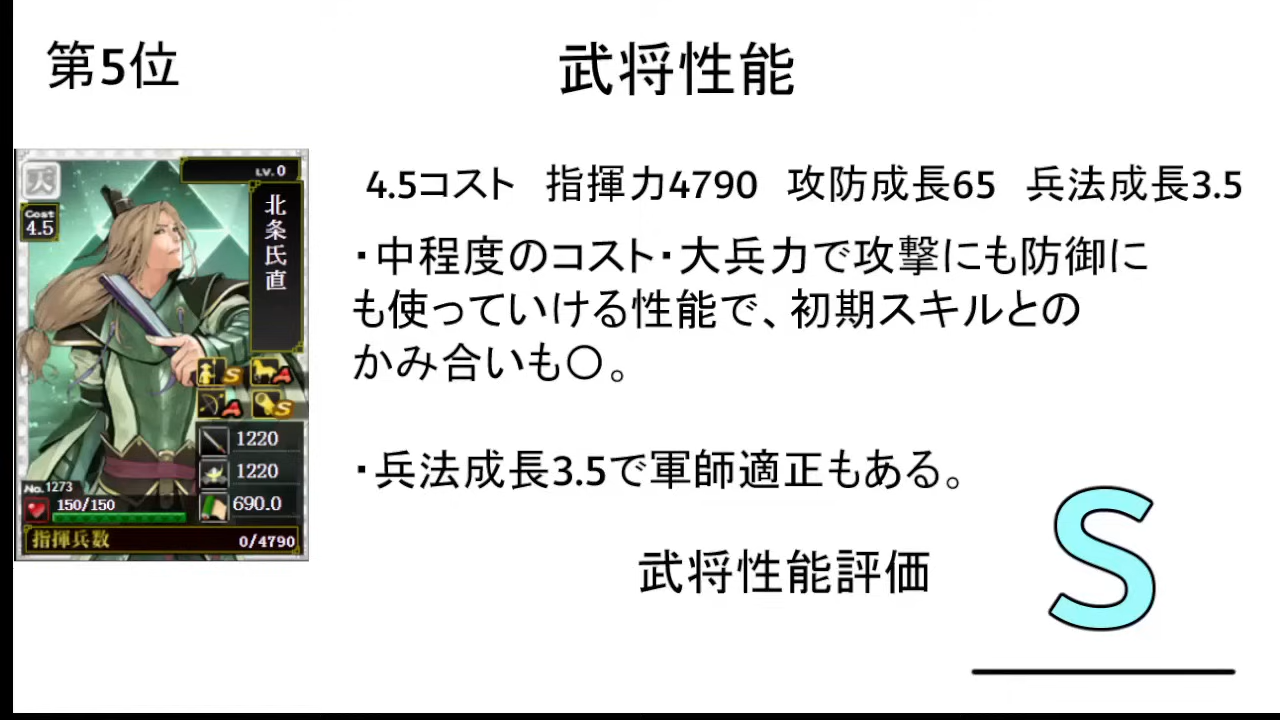 第5位
武将性能
天
LV.0
Cost
4.5
北条氏直
S
A
A
S
1220
1220
690.0
No.1273
150/150
指揮兵数
0/4790
4.5コスト 指揮力4790 攻防成長65 兵法成長3.5
・中程度のコスト・大兵力で攻撃にも防御に
も使っていける性能で、初期スキルとの
かみ合いも〇。
・兵法成長3.5で軍師適正もある。
武将性能評価
S